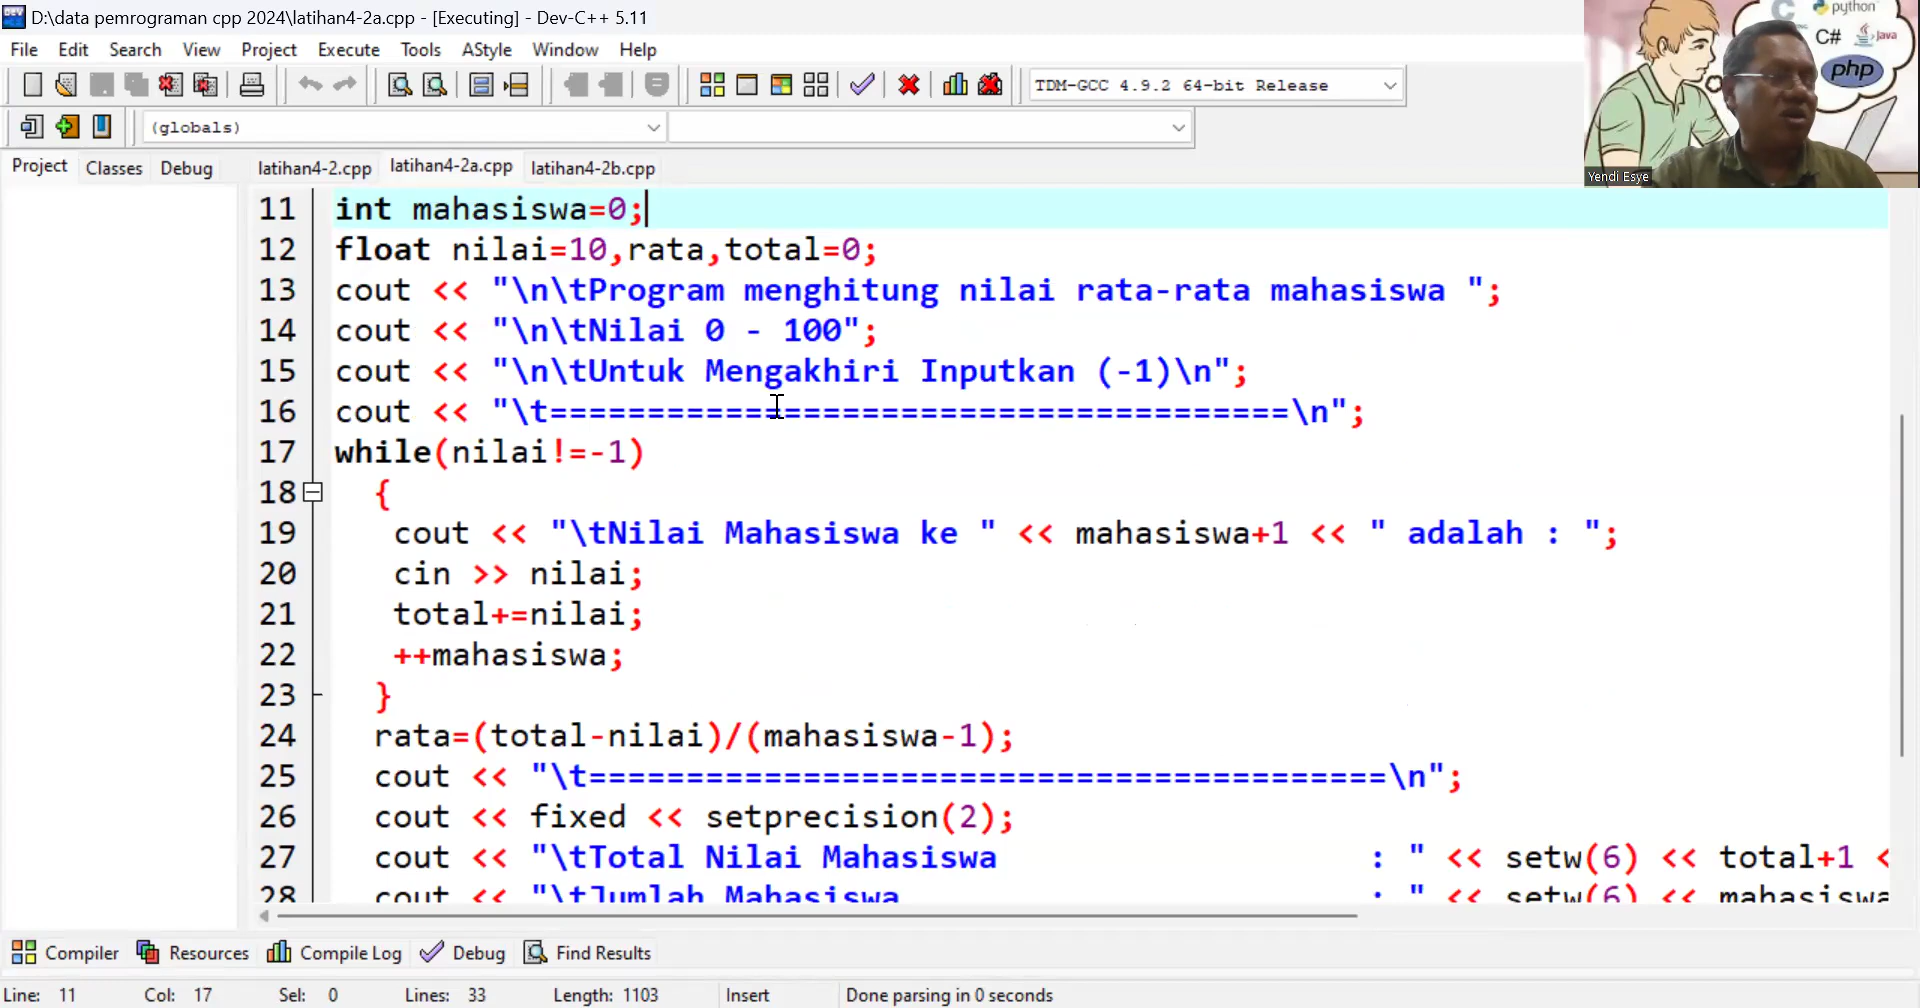 D:\data pemrograman cpp 2024\latihan4-2a.cpp - [Executing] - Dev-C++ 5.11
File Edit Search View Project Execute Tools AStyle Window Help
TDM-GCC 4.9.2 64-bit Release
(globals)
python
C
C#
Java
php
Yendi Esye
Project Classes Debug
latihan4-2.cpp latihan4-2a.cpp latihan4-2b.cpp
11 int mahasiswa=0;
12 float nilai=10,rata,total=0;
13 cout << "\n\tProgram menghitung nilai rata-rata mahasiswa ";
14 cout << "\n\tNilai 0 - 100";
15 cout << "\n\tUntuk Mengakhiri Inputkan (-1)\n";
16 cout << "\t======================================\n";
17 while(nilai!=-1)
18 {
19 cout << "\tNilai Mahasiswa ke " << mahasiswa+1 << " adalah : ";
20 cin >> nilai;
21 total+=nilai;
22 ++mahasiswa;
23 }
24 rata=(total-nilai)/(mahasiswa-1);
25 cout << "\t=========================================\n";
26 cout << fixed << setprecision(2);
27 cout << "\tTotal Nilai Mahasiswa : " << setw(6) << total+1 <
28 cout << "\tJumlah Mahasiswa : " << setw(6) << mahasiswa
Compiler Resources Compile Log Debug Find Results
Line: 11 Col: 17 Sel: 0 Lines: 33 Length: 1103 Insert Done parsing in 0 seconds